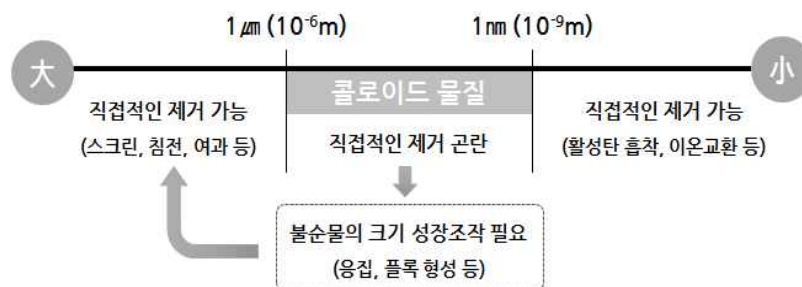 1㎛ (10⁻⁶m)
1㎚ (10⁻⁹m)
大
小
콜로이드 물질
직접적인 제거 가능
(스크린, 침전, 여과 등)
직접적인 제거 곤란
직접적인 제거 가능
(활성탄 흡착, 이온교환 등)
불순물의 크기 성장조작 필요
(응집, 플록 형성 등)